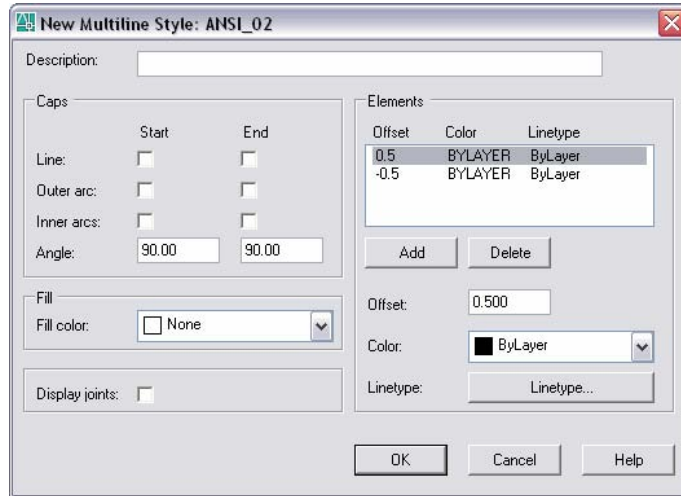 New Multiline Style: ANSI_02
Description:
Caps
Start End
Line:
Outer arc:
Inner arcs:
Angle: 90.00 90.00
Fill
Fill color: None
Display joints:
Elements
Offset Color Linetype
0.5 BYLAYER ByLayer
-0.5 BYLAYER ByLayer
Add Delete
Offset: 0.500
Color: ByLayer
Linetype: Linetype...
OK Cancel Help